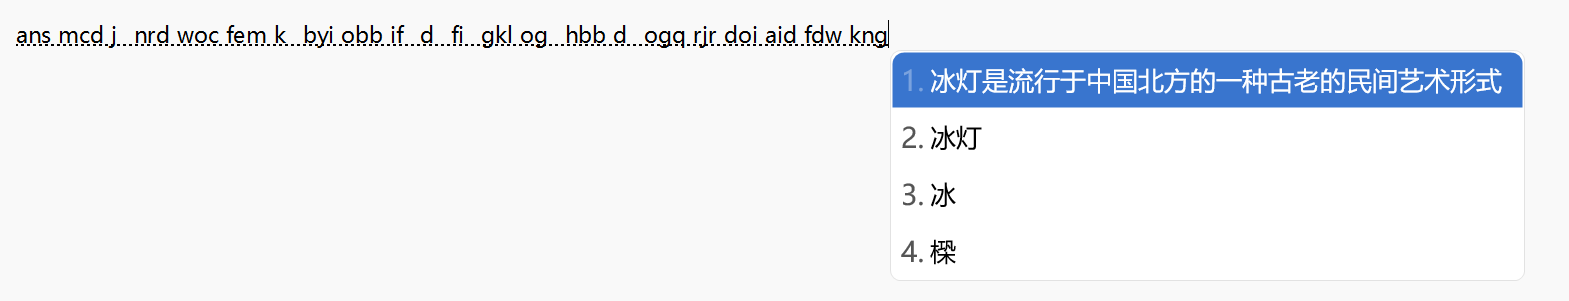 ans mcd j nrd woc fem k byi obb if d fi gkl og hbb d ogq rjr doi aid fdw kng
1. 冰灯是流行于中国北方的一种古老的民间艺术形式
2. 冰灯
3. 冰
4. 橤